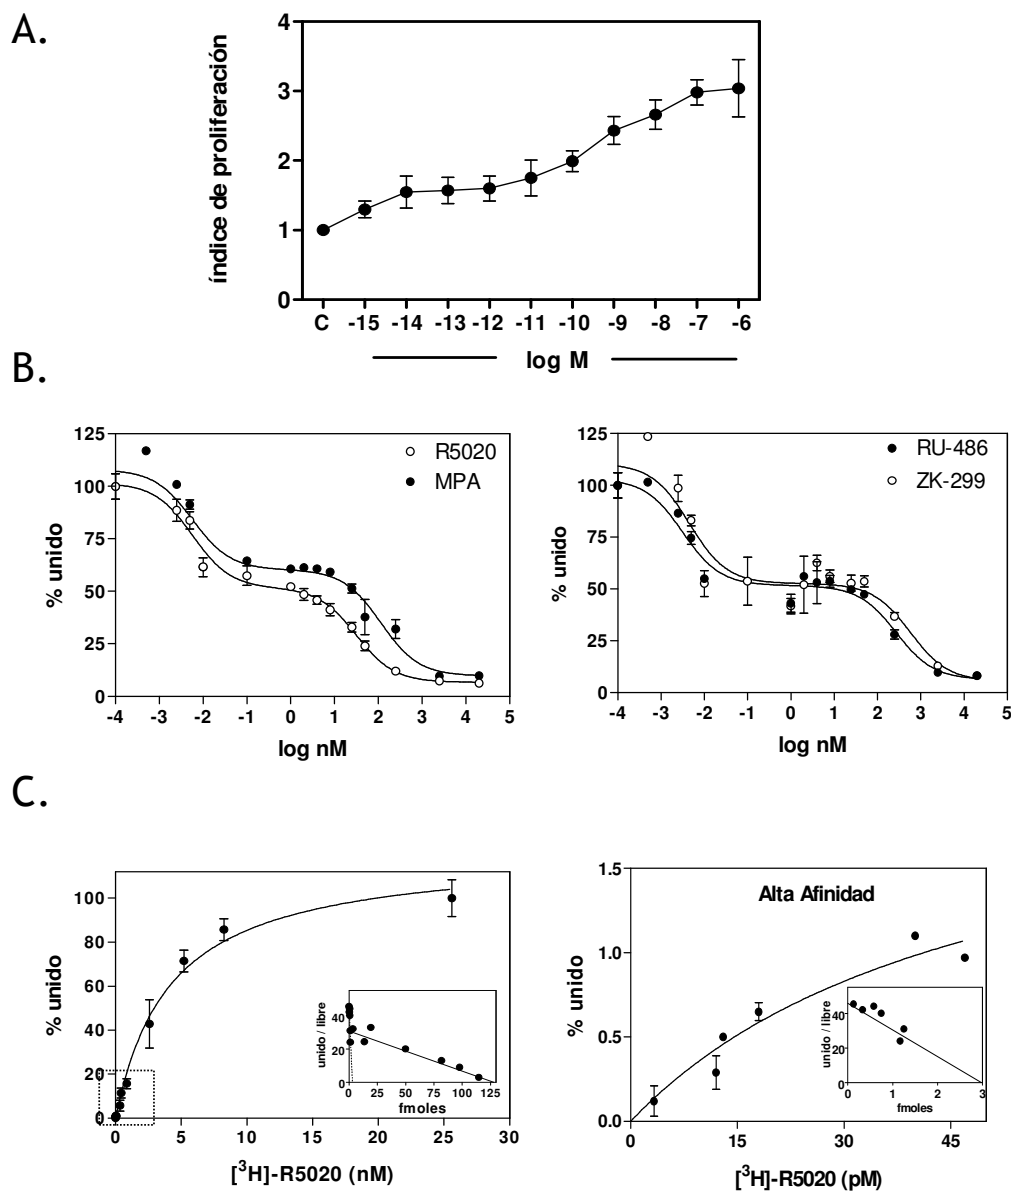 A.
índice de proliferación
4
3
2
1
0
C -15 -14 -13 -12 -11 -10 -9 -8 -7 -6
log M
B.
% unido
125
100
75
50
25
0
R5020
MPA
-4 -3 -2 -1 0 1 2 3 4 5
log nM
% unido
125
100
75
50
25
0
RU-486
ZK-299
-4 -3 -2 -1 0 1 2 3 4 5
log nM
C.
% unido
100
80
60
40
20
0
unido / libre
40
20
0
0 25 50 75 100 125
fmoles
0 5 10 15 20 25 30
[³H]-R5020 (nM)
% unido
1.5
1.0
0.5
0.0
Alta Afinidad
unido / libre
40
20
0
0 1 2 3
fmoles
0 15 30 45
[³H]-R5020 (pM)